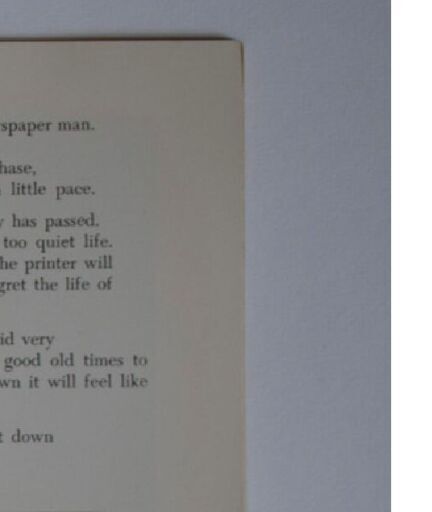 spaper man.
hase,
little pace.
y has passed.
too quiet life.
he printer will
gret the life of
id very
good old times to
wn it will feel like
t down